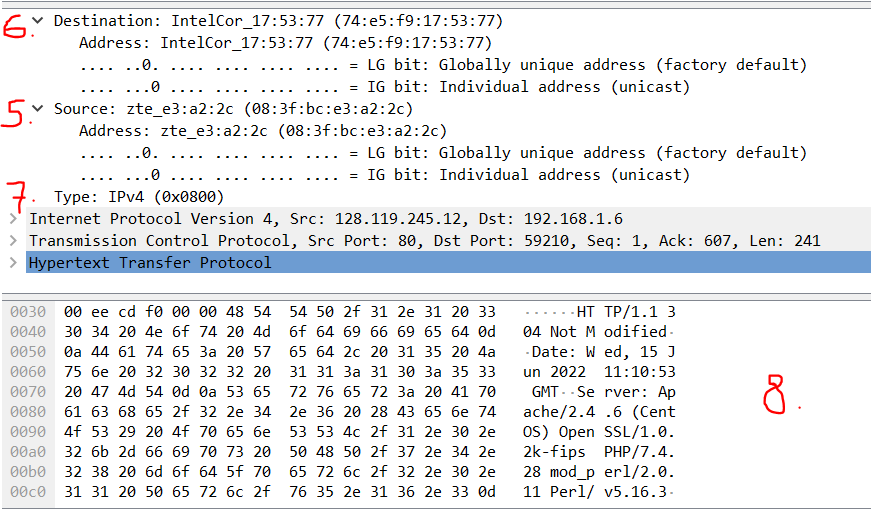 6. Destination: IntelCor_17:53:77 (74:e5:f9:17:53:77)
Address: IntelCor_17:53:77 (74:e5:f9:17:53:77)
.... ..0. .... .... .... .... = LG bit: Globally unique address (factory default)
.... ...0 .... .... .... .... = IG bit: Individual address (unicast)
5. Source: zte_e3:a2:2c (08:3f:bc:e3:a2:2c)
Address: zte_e3:a2:2c (08:3f:bc:e3:a2:2c)
.... ..0. .... .... .... .... = LG bit: Globally unique address (factory default)
.... ...0 .... .... .... .... = IG bit: Individual address (unicast)
7. Type: IPv4 (0x0800)
Internet Protocol Version 4, Src: 128.119.245.12, Dst: 192.168.1.6
Transmission Control Protocol, Src Port: 80, Dst Port: 59210, Seq: 1, Ack: 607, Len: 241
Hypertext Transfer Protocol
0030 00 ee cd f0 00 00 48 54 54 50 2f 31 2e 31 20 33 ······HT TP/1.1 3
0040 30 34 20 4e 6f 74 20 4d 6f 64 69 66 69 65 64 0d 04 Not M odified·
0050 0a 44 61 74 65 3a 20 57 65 64 2c 20 31 35 20 4a ·Date: W ed, 15 J
0060 75 6e 20 32 30 32 32 20 31 31 3a 31 30 3a 35 33 un 2022 11:10:53
0070 20 47 4d 54 0d 0a 53 65 72 76 65 72 3a 20 41 70 GMT··Se rver: Ap
0080 61 63 68 65 2f 32 2e 34 2e 36 20 28 43 65 6e 74 ache/2.4 .6 (Cent
0090 4f 53 29 20 4f 70 65 6e 53 53 4c 2f 31 2e 30 2e OS) Open SSL/1.0.
00a0 32 6b 2d 66 69 70 73 20 50 48 50 2f 37 2e 34 2e 2k-fips PHP/7.4.
00b0 32 38 20 6d 6f 64 5f 70 65 72 6c 2f 32 2e 30 2e 28 mod_p erl/2.0.
00c0 31 31 20 50 65 72 6c 2f 76 35 2e 31 36 2e 33 0d 11 Perl/ v5.16.3·
8.